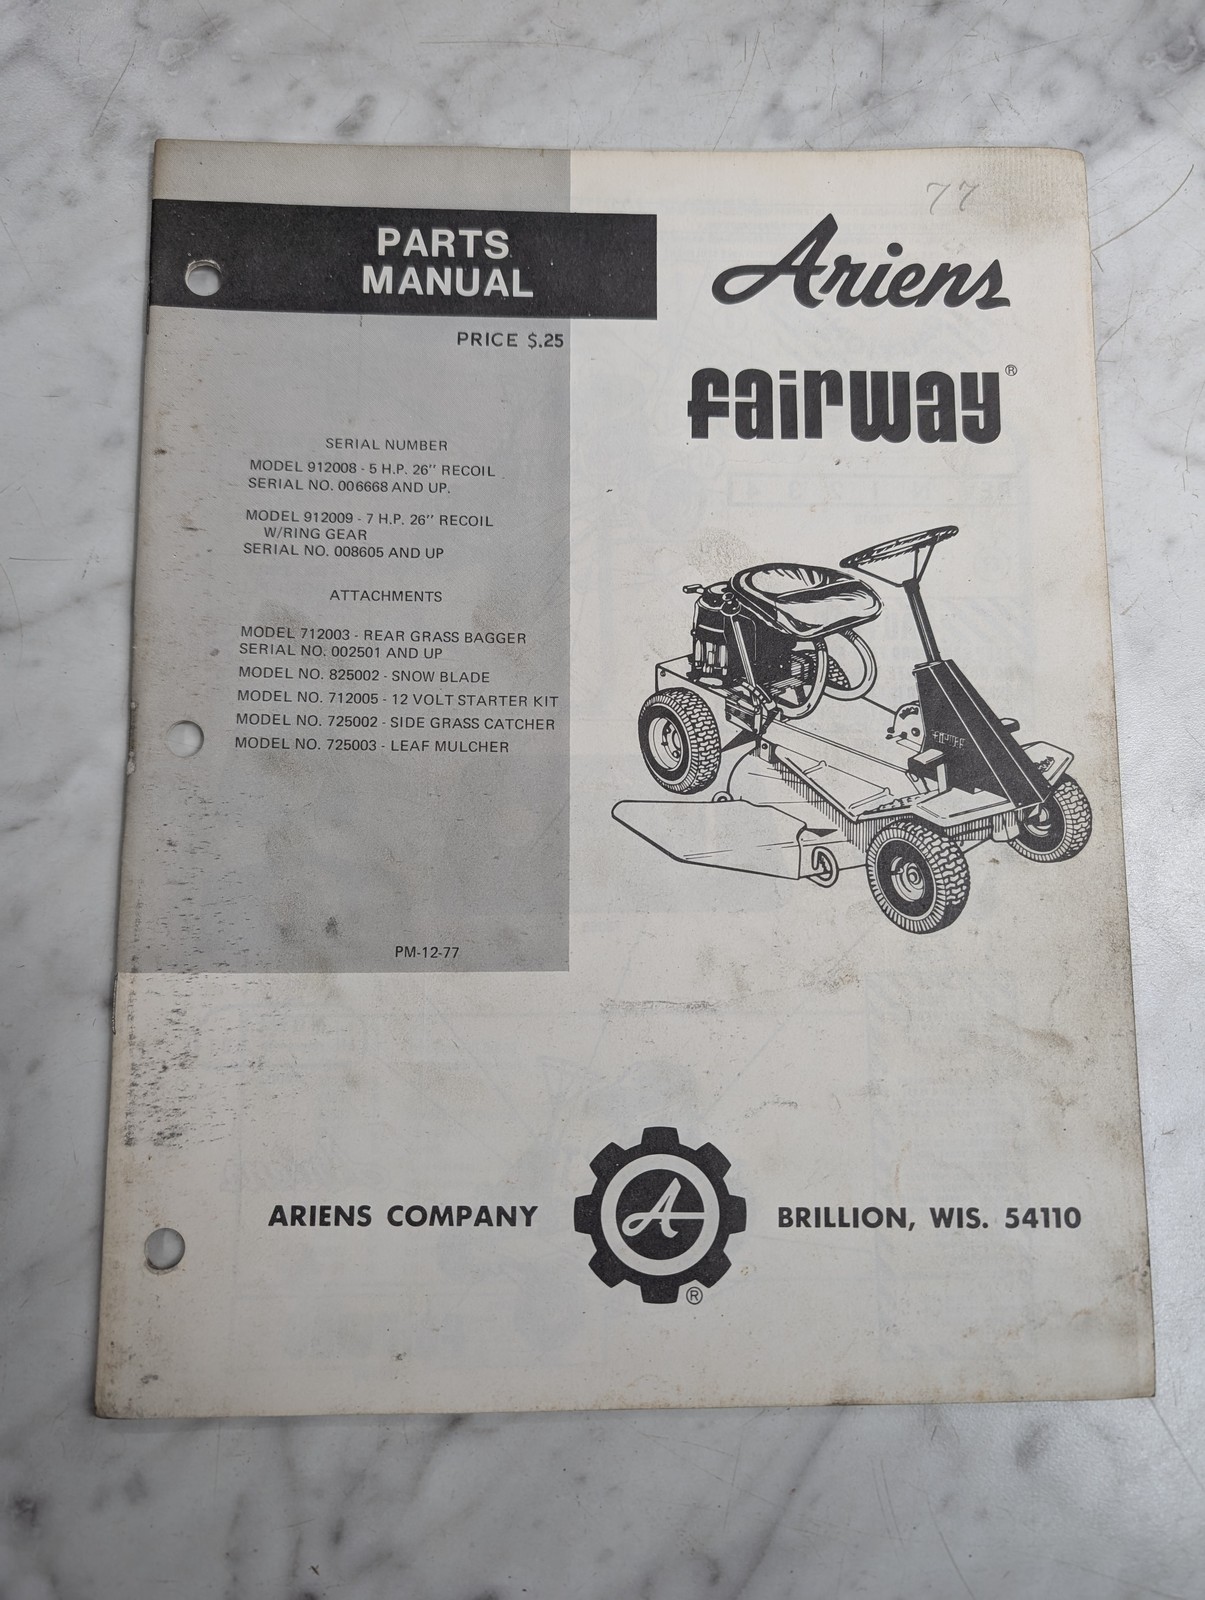 77
PARTS
MANUAL
PRICE $.25
Ariens
fairway®
SERIAL NUMBER
MODEL 912008 - 5 H.P. 26" RECOIL
SERIAL NO. 006668 AND UP.
MODEL 912009 - 7 H.P. 26" RECOIL
W/RING GEAR
SERIAL NO. 008605 AND UP
ATTACHMENTS
MODEL 712003 - REAR GRASS BAGGER
SERIAL NO. 002501 AND UP
MODEL NO. 825002 - SNOW BLADE
MODEL NO. 712005 - 12 VOLT STARTER KIT
MODEL NO. 725002 - SIDE GRASS CATCHER
MODEL NO. 725003 - LEAF MULCHER
PM-12-77
ARIENS COMPANY
A
®
BRILLION, WIS. 54110